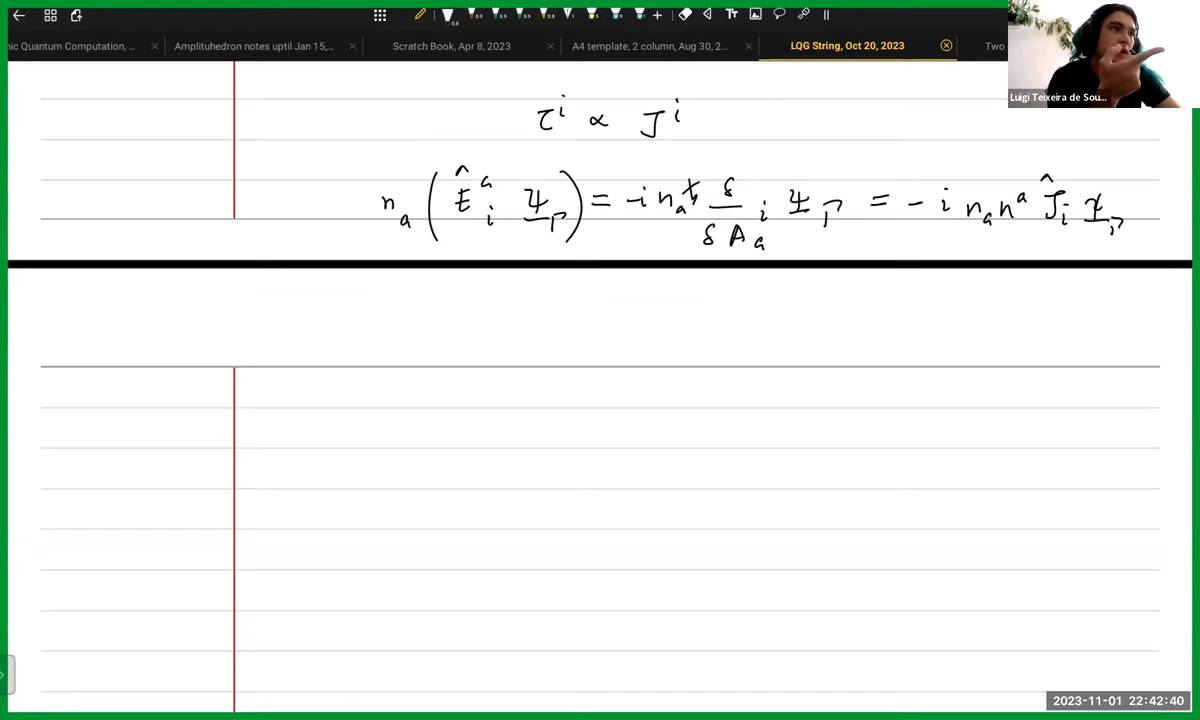 nic Quantum Computation, ... Amplituhedron notes uptil Jan 15,... Scratch Book, Apr 8, 2023 A4 template, 2 column, Aug 30, 2... LQG String, Oct 20, 2023 Two
Luigi Teixeira de Sou...
τ^i ∝ J^i
n_a ( Ê^a_i Ψ_Γ ) = -i n_a ħ δ/δA_a^i Ψ_Γ = -i n_a n^a Ĵ_i Ψ_Γ
2023-11-01 22:42:40